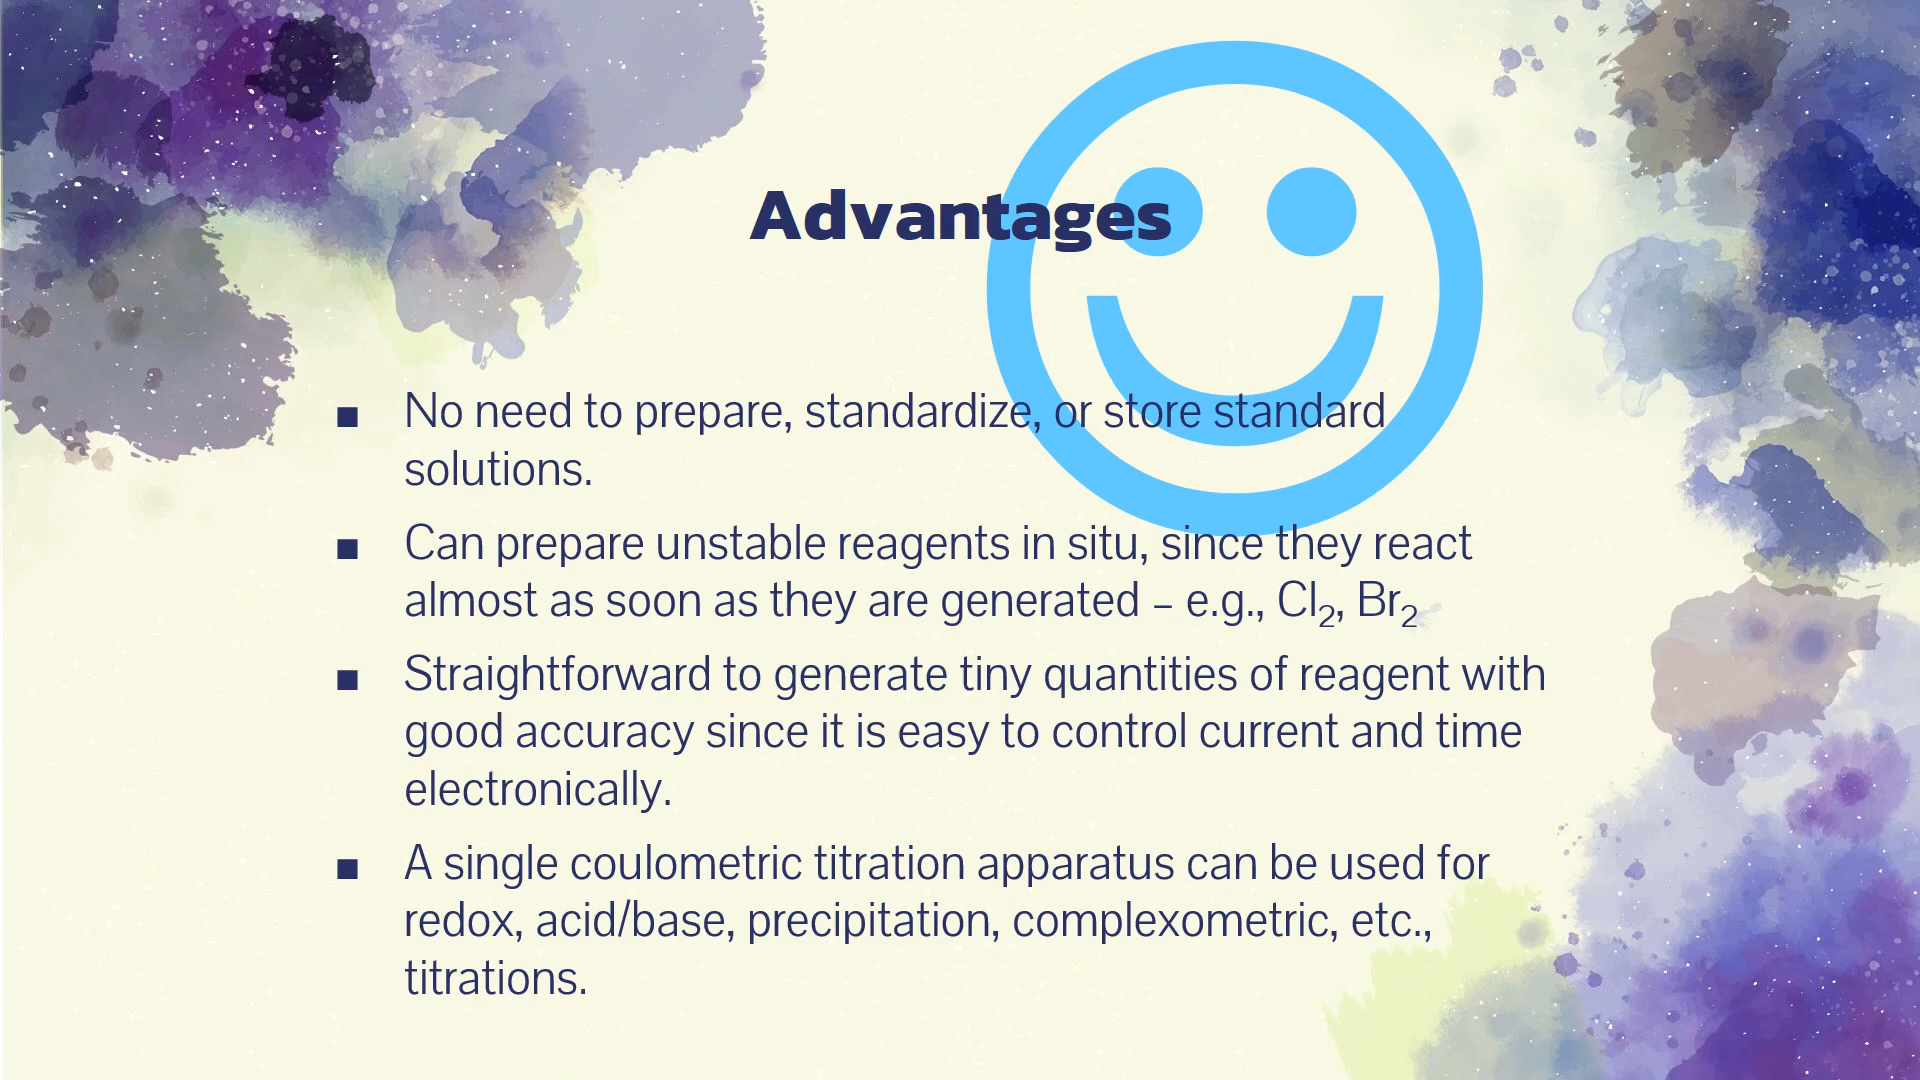 Advantages
▪ No need to prepare, standardize, or store standard
solutions.
▪ Can prepare unstable reagents in situ, since they react
almost as soon as they are generated – e.g., Cl₂, Br₂
▪ Straightforward to generate tiny quantities of reagent with
good accuracy since it is easy to control current and time
electronically.
▪ A single coulometric titration apparatus can be used for
redox, acid/base, precipitation, complexometric, etc.,
titrations.